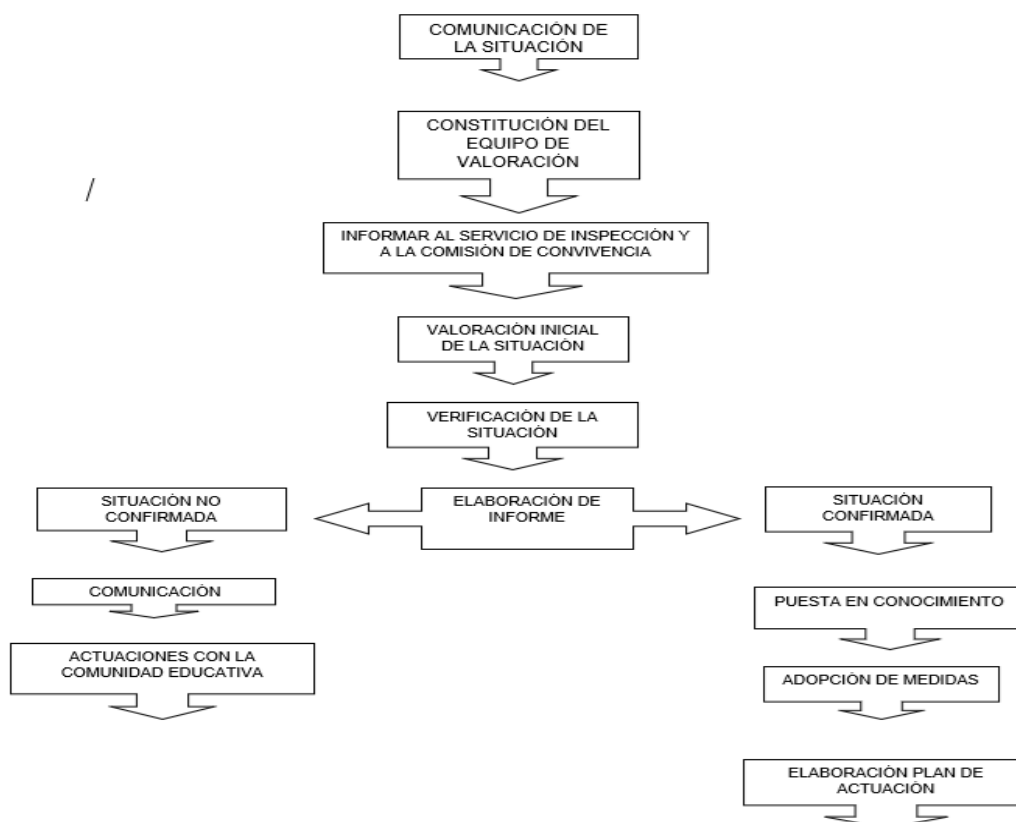 COMUNICACIÓN DE
LA SITUACIÓN
CONSTITUCIÓN DEL
EQUIPO DE
VALORACIÓN
/
INFORMAR AL SERVICIO DE INSPECCIÓN Y
A LA COMISIÓN DE CONVIVENCIA
VALORACIÓN INICIAL
DE LA SITUACIÓN
VERIFICACIÓN DE LA
SITUACIÓN
ELABORACIÓN DE
INFORME
SITUACIÓN NO
CONFIRMADA
COMUNICACIÓN
ACTUACIONES CON LA
COMUNIDAD EDUCATIVA
SITUACIÓN
CONFIRMADA
PUESTA EN CONOCIMIENTO
ADOPCIÓN DE MEDIDAS
ELABORACIÓN PLAN DE
ACTUACIÓN